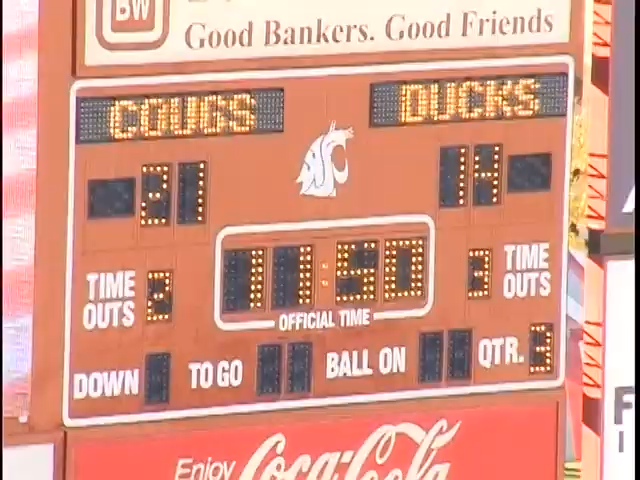 BW
Good Bankers. Good Friends
COUGS DUCKS
21 14
TIME OUTS 2 11:50 3 TIME OUTS
OFFICIAL TIME
DOWN TO GO BALL ON QTR. 3
Enjoy
Coca-Cola